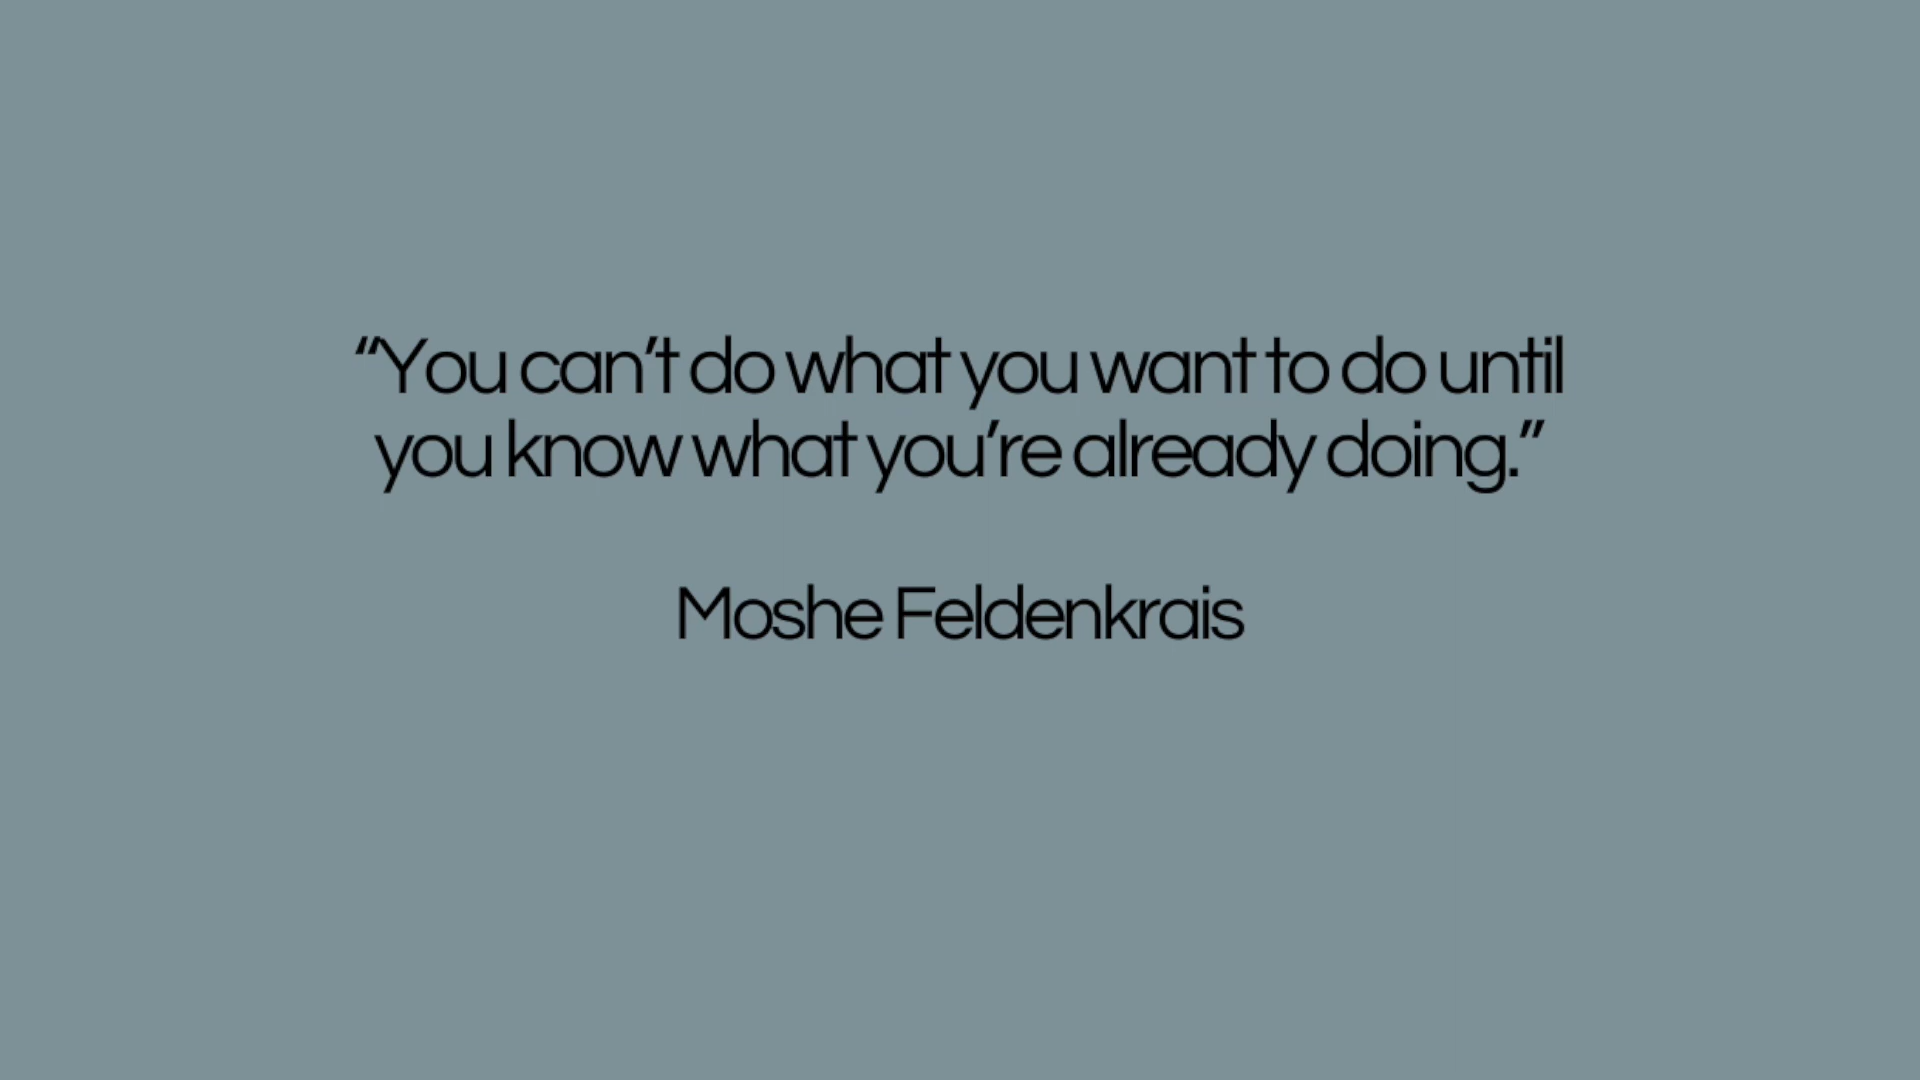 “You can’t do what you want to do until
you know what you’re already doing.”
Moshe Feldenkrais